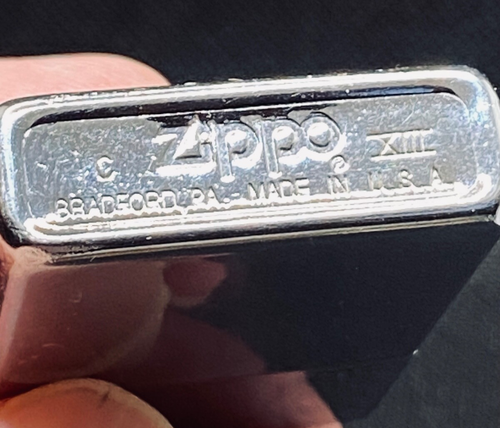 C Zippo® XIII
BRADFORD, PA. MADE IN U.S.A.